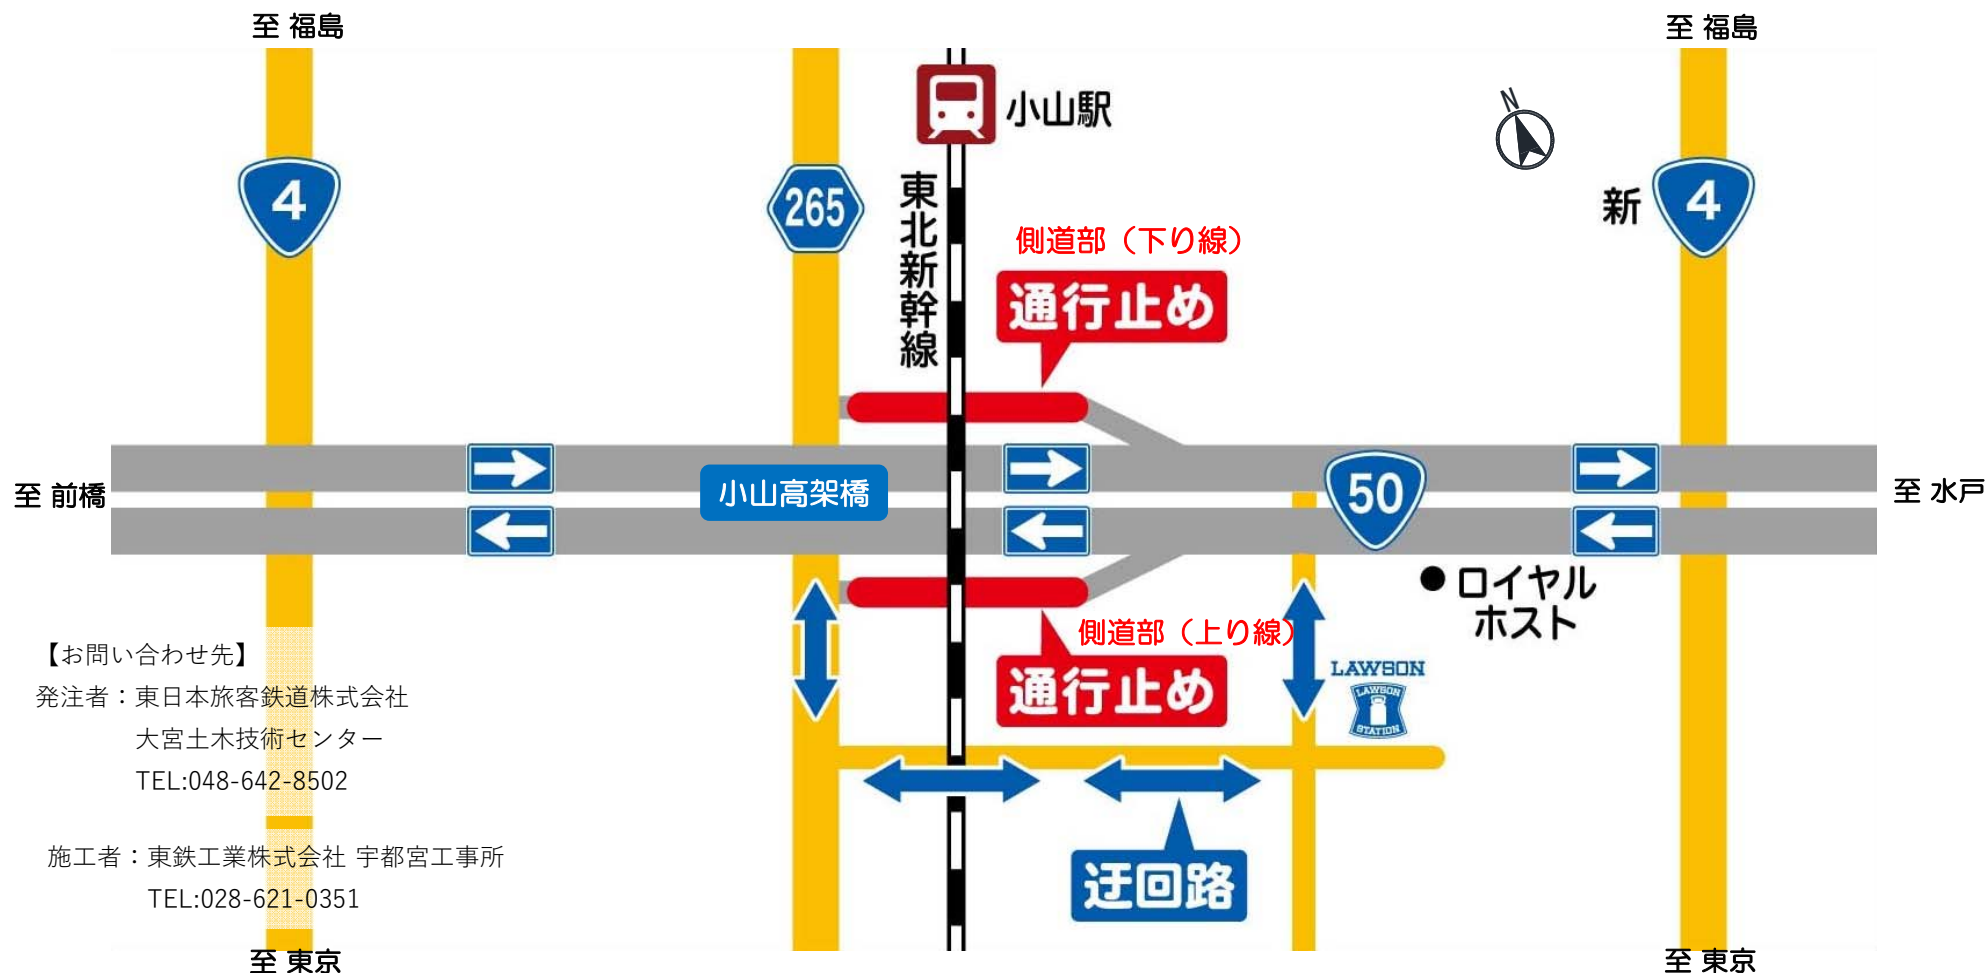 至 福島
至 福島
小山駅
N
4
265
東北新幹線
新
4
側道部（下り線）
通行止め
至 前橋
小山高架橋
50
至 水戸
ロイヤル
ホスト
側道部（上り線）
通行止め
LAWSON
LAWSON
STATION
【お問い合わせ先】
発注者：東日本旅客鉄道株式会社
大宮土木技術センター
TEL:048-642-8502
施工者：東鉄工業株式会社 宇都宮工事所
TEL:028-621-0351
迂回路
至 東京
至 東京